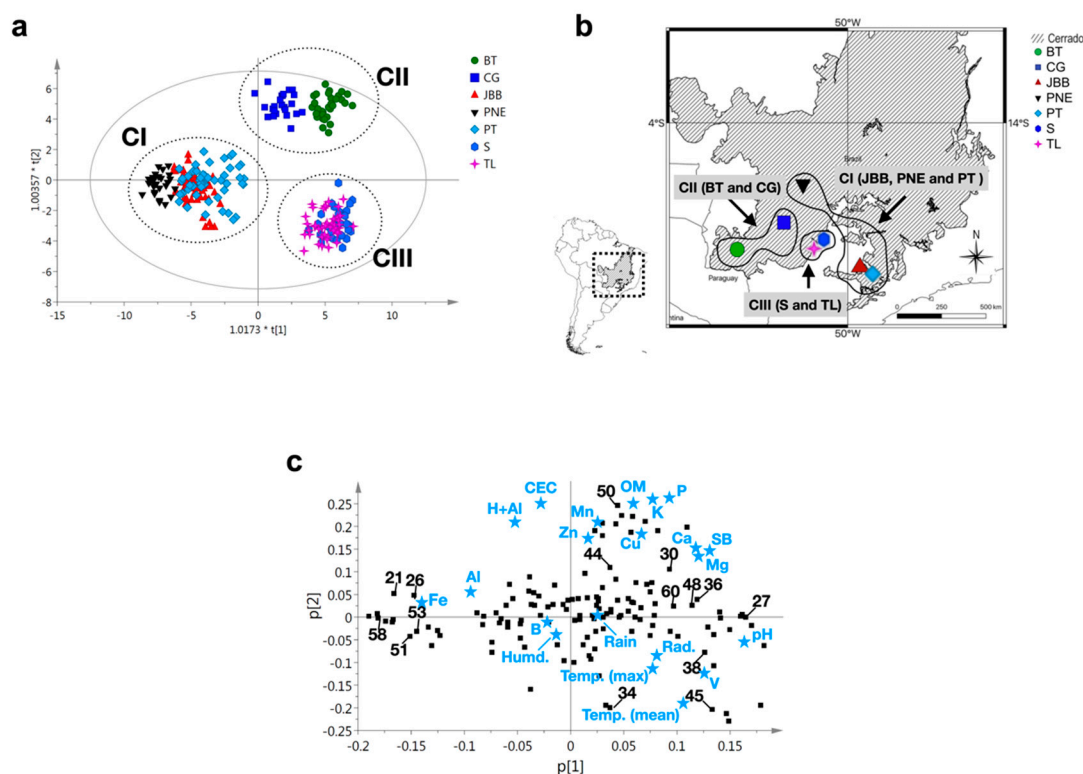 a
CII
CI
CIII
BT
CG
JBB
PNE
PT
S
TL
8
6
4
2
0
-2
-4
-6
-8
1.00357 * t[2]
-15
-10
-5
0
5
10
1.0173 * t[1]
b
50°W
Cerrado
BT
CG
JBB
PNE
PT
S
TL
4°S
14°S
Brazil
CII (BT and CG)
CI (JBB, PNE and PT )
CIII (S and TL)
Paraguay
N
0
250
500 km
50°W
c
0.25
0.2
0.15
0.1
0.05
0
-0.05
-0.1
-0.15
-0.2
-0.25
p[2]
CEC
50
OM
P
H+Al
Mn
K
Zn
Cu
Ca
SB
44
30
Mg
21
26
Al
Fe
60
48
36
27
58
53
51
B
Humd.
Rain
pH
Rad.
38
Temp. (max)
V
34
45
Temp. (mean)
-0.2
-0.15
-0.1
-0.05
0
0.05
0.1
0.15
p[1]